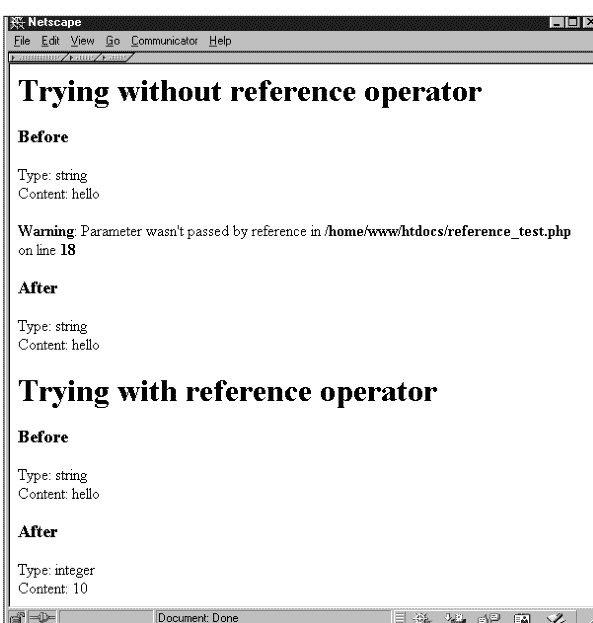 Netscape
File Edit View Go Communicator Help
Trying without reference operator
Before
Type: string
Content: hello
Warning: Parameter wasn't passed by reference in /home/www/htdocs/reference_test.php
on line 18
After
Type: string
Content: hello
Trying with reference operator
Before
Type: string
Content: hello
After
Type: integer
Content: 10
Document: Done